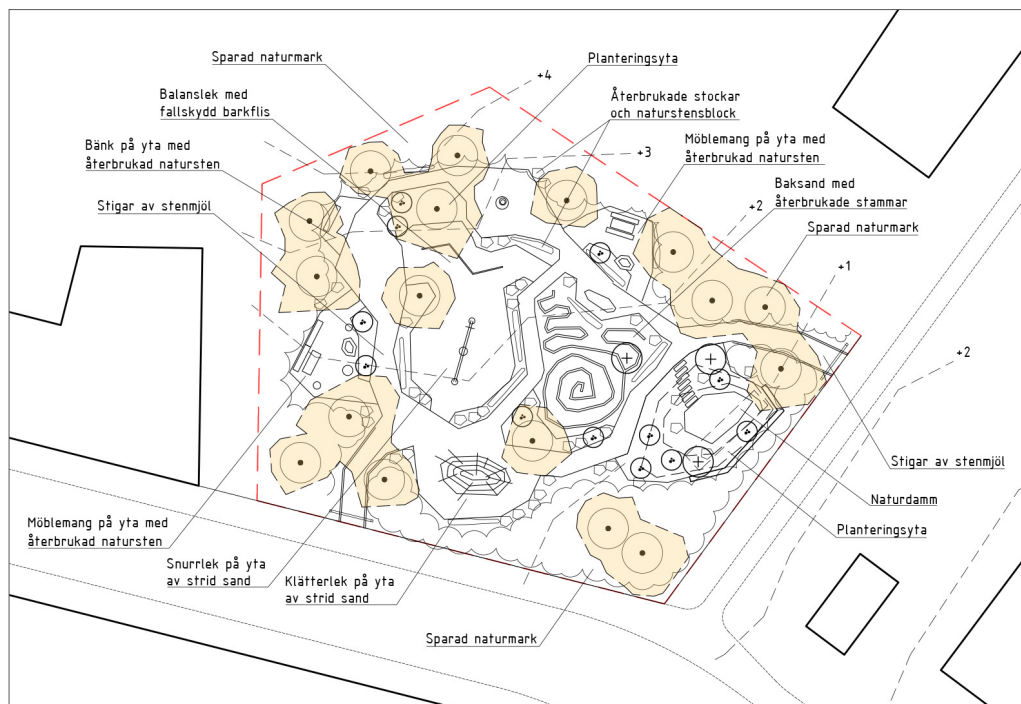 Sparad naturmark
+4
Planteringsyta
Balanslek med
fallskydd barkflis
Återbrukade stockar
och naturstensblock
Bänk på yta med
återbrukad natursten
+3
Möblemang på yta med
återbrukad natursten
Baksand med
återbrukade stammar
Stigar av stenmjöl
+2
Sparad naturmark
+1
+2
Stigar av stenmjöl
Naturdamm
Planteringsyta
Möblemang på yta med
återbrukad natursten
Snurrlek på yta
av strid sand
Klätterlek på yta
av strid sand
Sparad naturmark